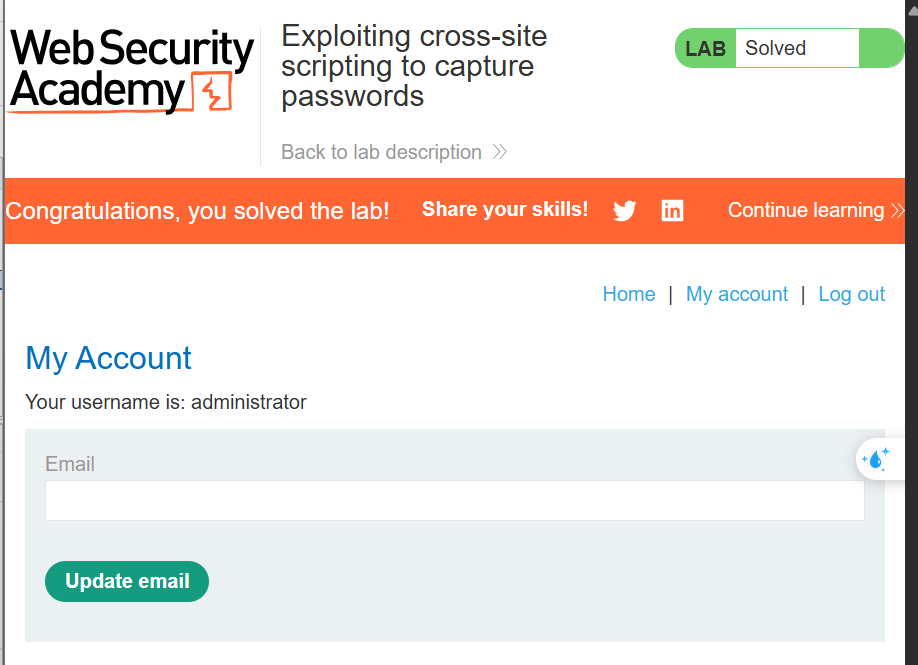 Web Security
Academy
Exploiting cross-site
scripting to capture
passwords
Back to lab description
LAB Solved
Congratulations, you solved the lab!
Share your skills!
in
Continue learning
Home | My account | Log out
My Account
Your username is: administrator
Email
Update email